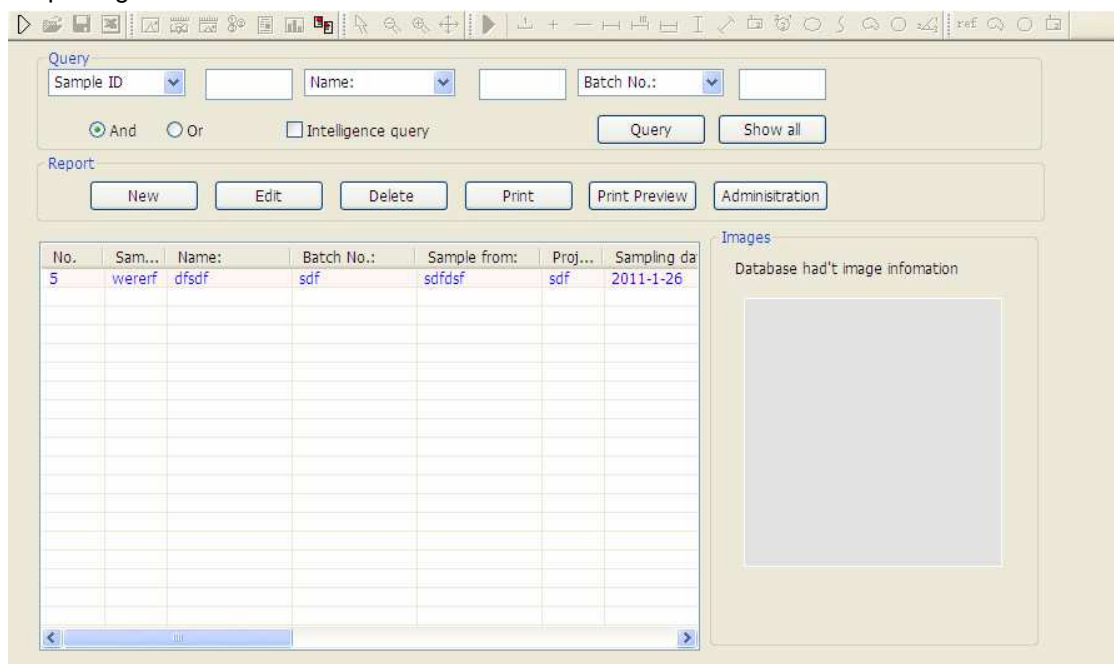 ref
Query
Sample ID Name: Batch No.:
And Or Intelligence query Query Show all
Report
New Edit Delete Print Print Preview Adminisitration
Images
No. Sam... Name: Batch No.: Sample from: Proj... Sampling da
Database had't image infomation
5 wererf dfsdf sdf sdfdsf sdf 2011-1-26